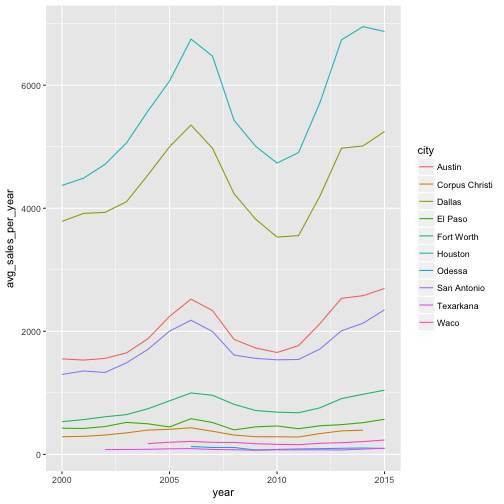 avg_sales_per_year
6000
4000
2000
0
2000
2005
2010
2015
year
city
Austin
Corpus Christi
Dallas
El Paso
Fort Worth
Houston
Odessa
San Antonio
Texarkana
Waco